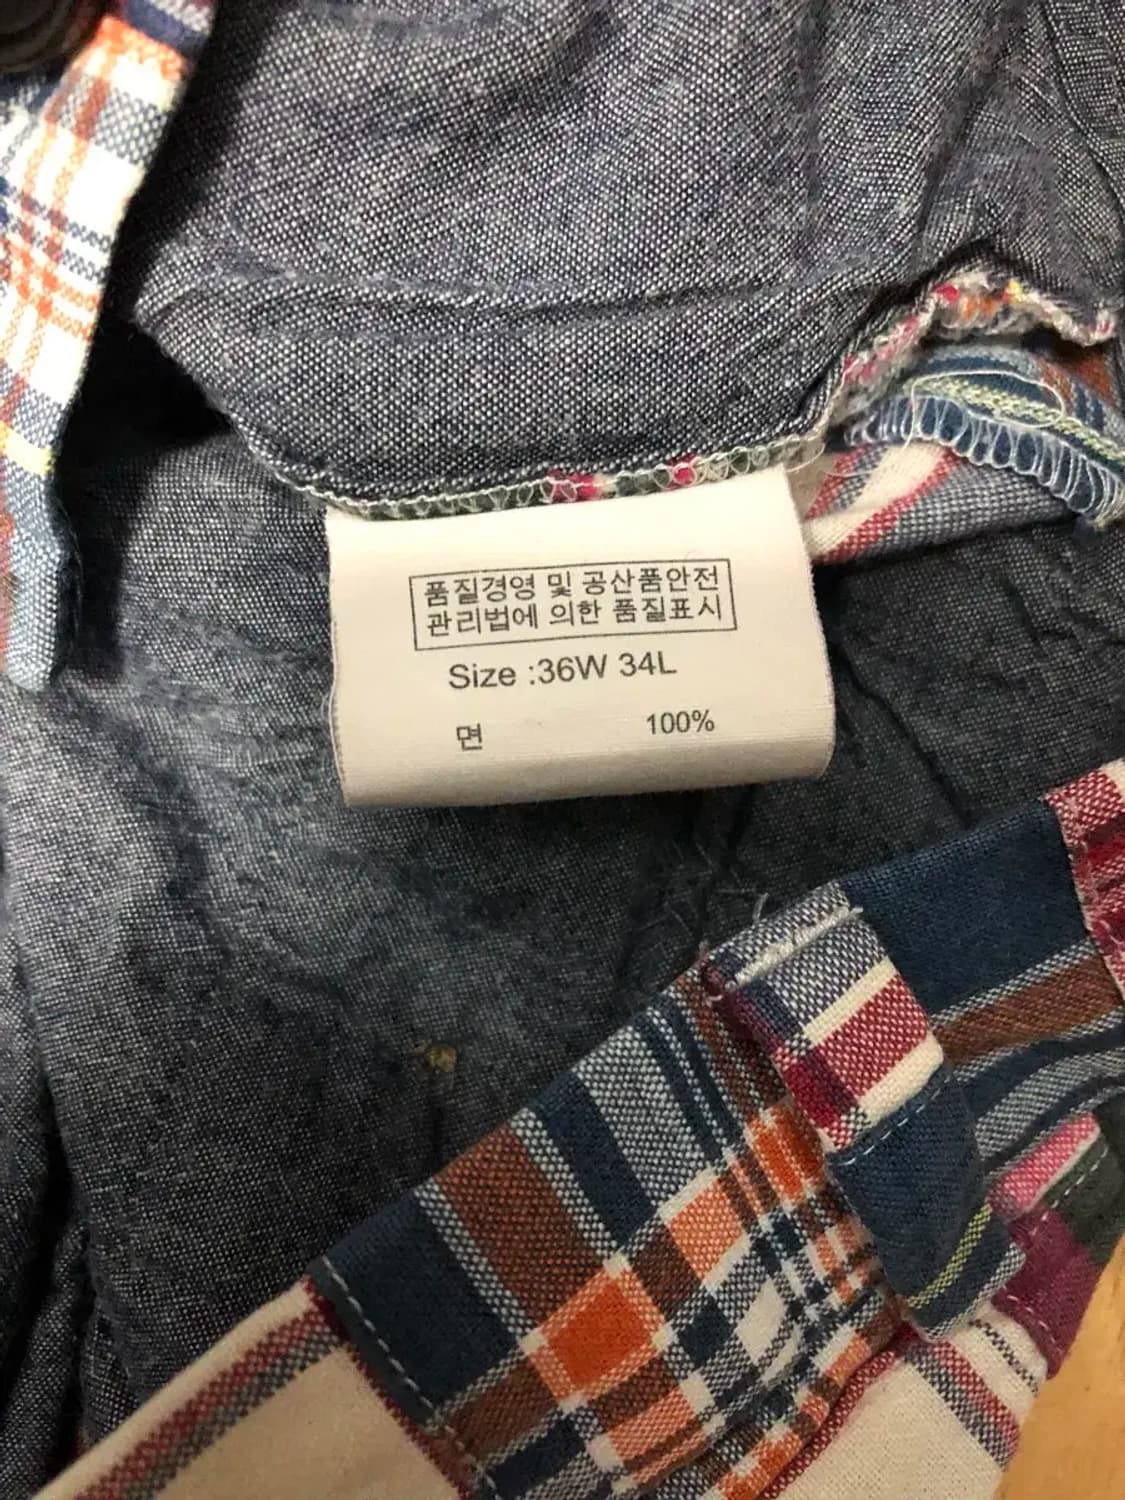 품질경영 및 공산품안전
관리법에 의한 품질표시
Size :36W 34L
면 100%